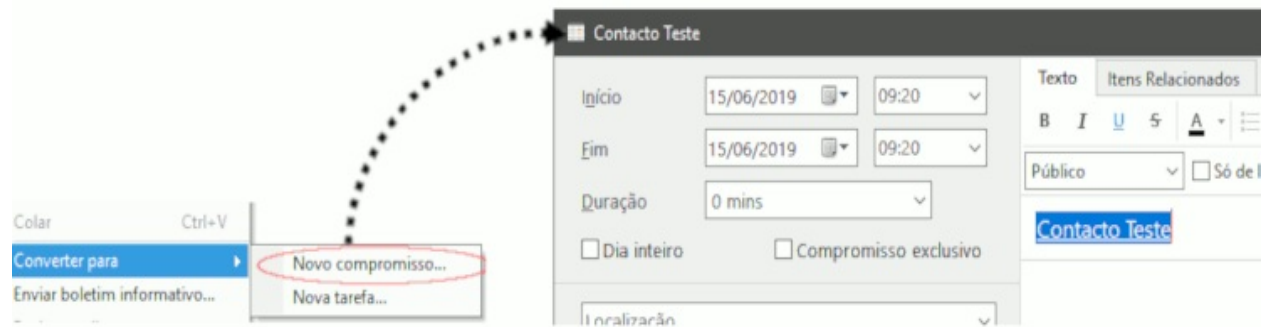 Colar Ctrl+V
Converter para
Enviar boletim informativo...
Novo compromisso...
Nova tarefa...
Contacto Teste
Início 15/06/2019 09:20
Fim 15/06/2019 09:20
Duração 0 mins
Dia inteiro Compromisso exclusivo
Localização
Texto Itens Relacionados
B I U S A
Público Só de l
Contacto Teste